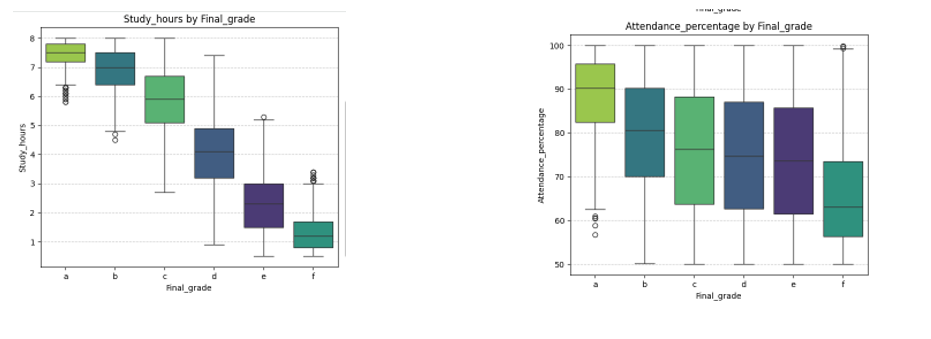 Study_hours by Final_grade
8
7
6
5
4
3
2
1
Study_hours
a b c d e f
Final_grade
Final_grade
Attendance_percentage by Final_grade
100
90
80
70
60
50
Attendance_percentage
a b c d e f
Final_grade